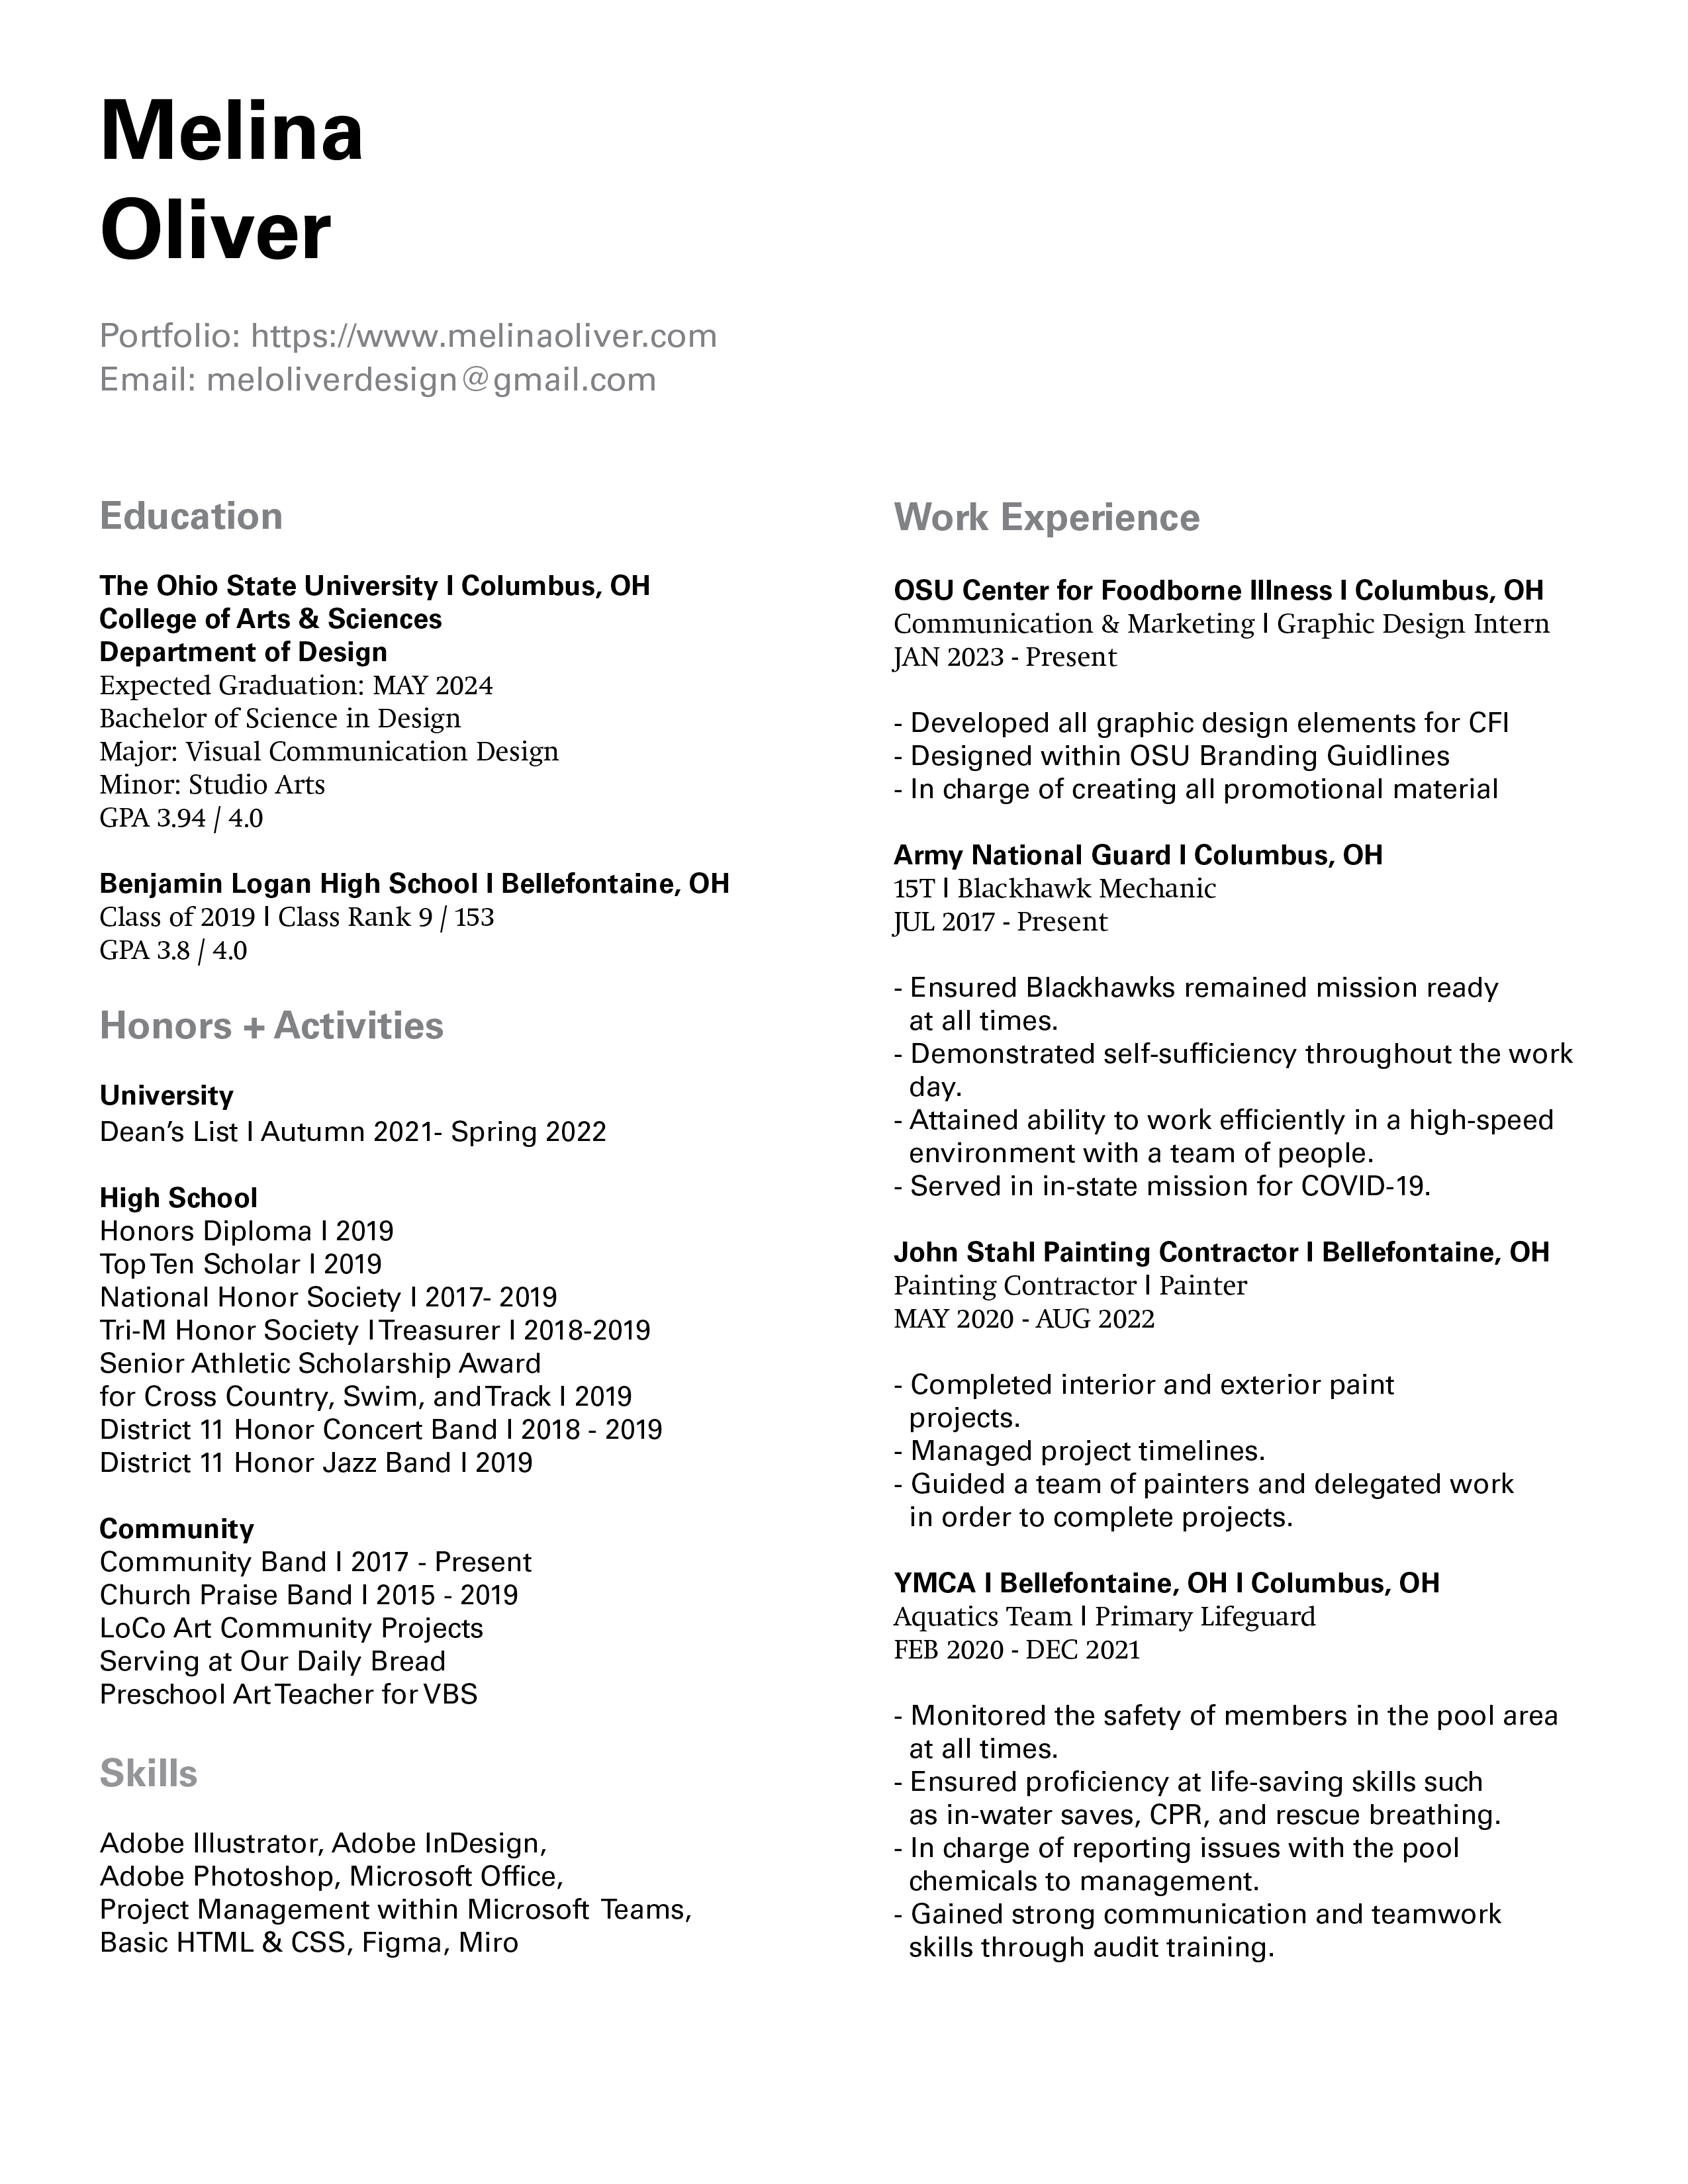 Melina
Oliver
Portfolio: https://www.melinaoliver.com
Email: meloliverdesign@gmail.com
Education
The Ohio State University I Columbus, OH
College of Arts & Sciences
Department of Design
Expected Graduation: MAY 2024
Bachelor of Science in Design
Major: Visual Communication Design
Minor: Studio Arts
GPA 3.94 / 4.0
Benjamin Logan High School I Bellefontaine, OH
Class of 2019 I Class Rank 9 / 153
GPA 3.8 / 4.0
Honors + Activities
University
Dean’s List I Autumn 2021- Spring 2022
High School
Honors Diploma I 2019
Top Ten Scholar I 2019
National Honor Society I 2017- 2019
Tri-M Honor Society I Treasurer I 2018-2019
Senior Athletic Scholarship Award
for Cross Country, Swim, and Track I 2019
District 11 Honor Concert Band I 2018 - 2019
District 11 Honor Jazz Band I 2019
Community
Community Band I 2017 - Present
Church Praise Band I 2015 - 2019
LoCo Art Community Projects
Serving at Our Daily Bread
Preschool Art Teacher for VBS
Skills
Adobe Illustrator, Adobe InDesign,
Adobe Photoshop, Microsoft Office,
Project Management within Microsoft Teams,
Basic HTML & CSS, Figma, Miro
Work Experience
OSU Center for Foodborne Illness I Columbus, OH
Communication & Marketing I Graphic Design Intern
JAN 2023 - Present
- Developed all graphic design elements for CFI
- Designed within OSU Branding Guidlines
- In charge of creating all promotional material
Army National Guard I Columbus, OH
15T I Blackhawk Mechanic
JUL 2017 - Present
- Ensured Blackhawks remained mission ready
at all times.
- Demonstrated self-sufficiency throughout the work
day.
- Attained ability to work efficiently in a high-speed
environment with a team of people.
- Served in in-state mission for COVID-19.
John Stahl Painting Contractor I Bellefontaine, OH
Painting Contractor I Painter
MAY 2020 - AUG 2022
- Completed interior and exterior paint
projects.
- Managed project timelines.
- Guided a team of painters and delegated work
in order to complete projects.
YMCA I Bellefontaine, OH I Columbus, OH
Aquatics Team I Primary Lifeguard
FEB 2020 - DEC 2021
- Monitored the safety of members in the pool area
at all times.
- Ensured proficiency at life-saving skills such
as in-water saves, CPR, and rescue breathing.
- In charge of reporting issues with the pool
chemicals to management.
- Gained strong communication and teamwork
skills through audit training.